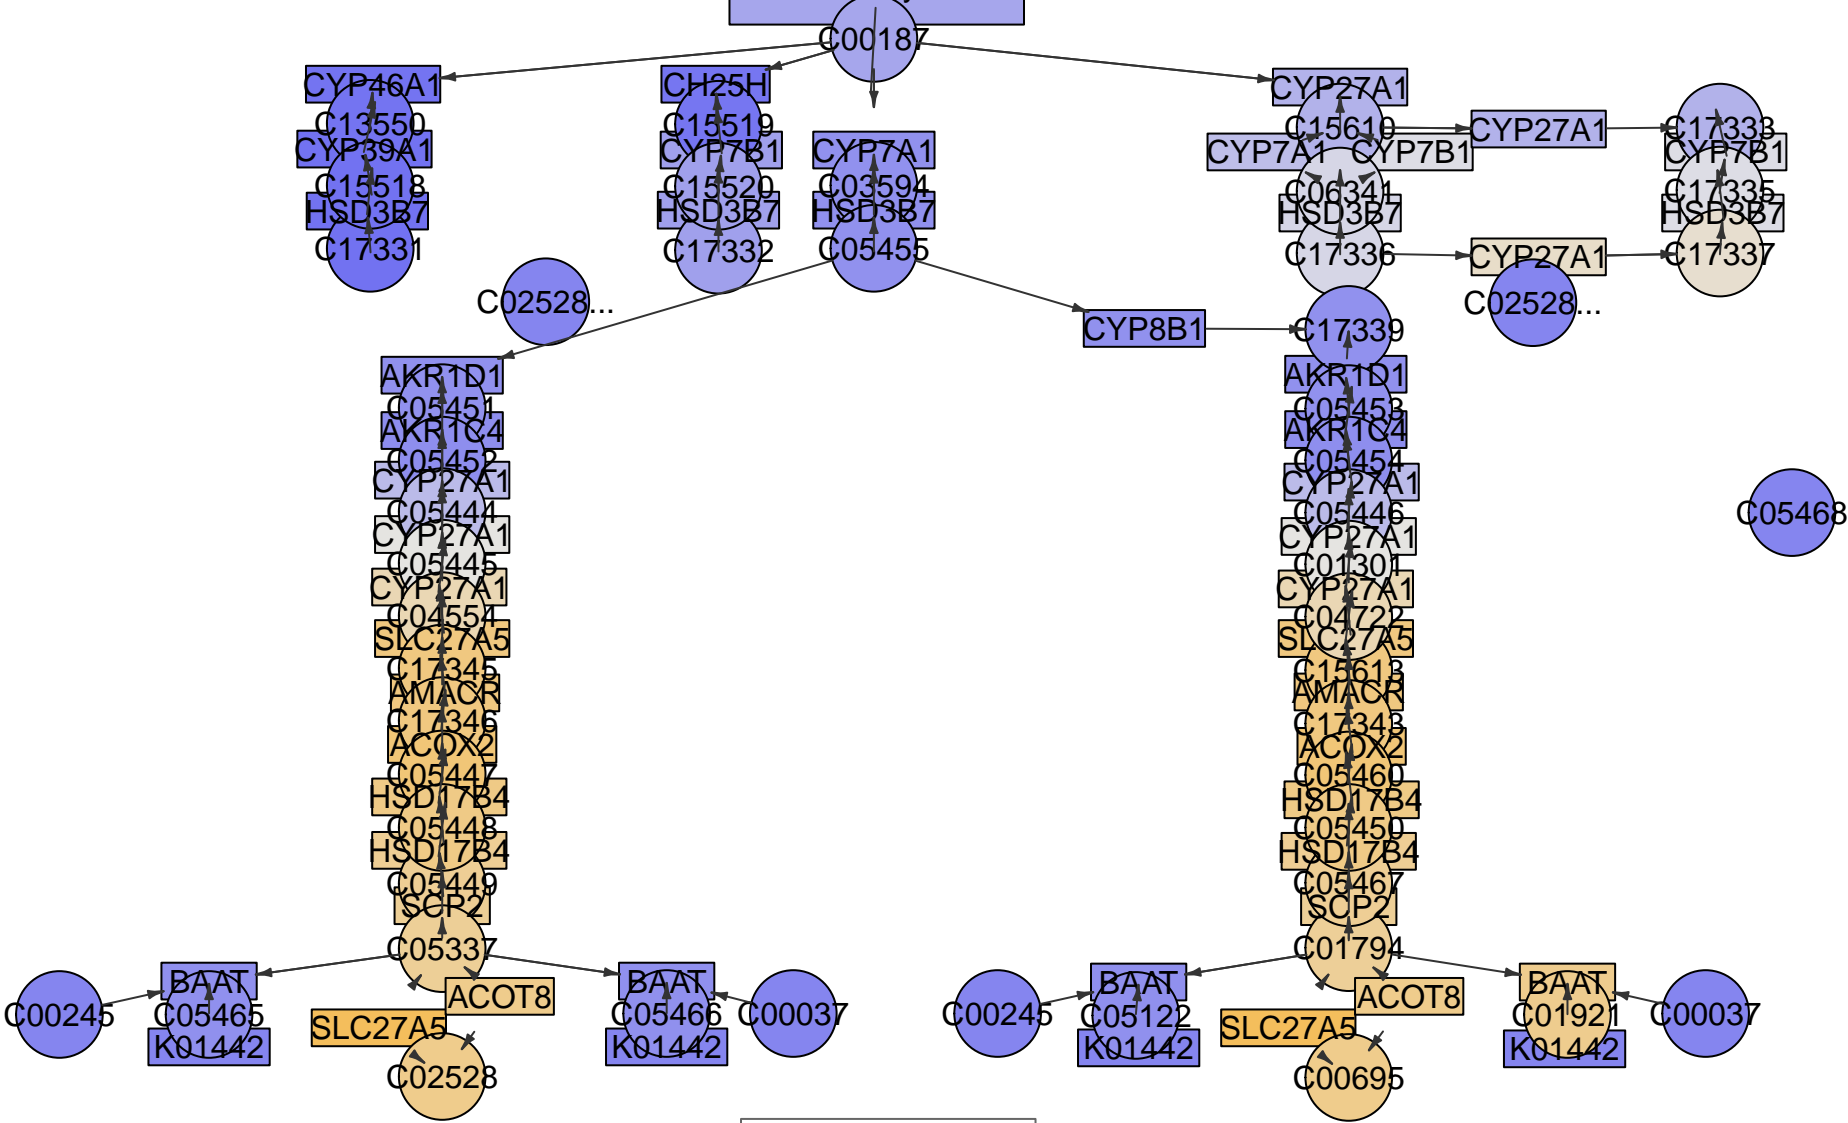 C00187
CYP46A1
CH25H
CYP27A1
C13550
C15519
C15610
CYP27A1
C17333
CYP39A1
CYP7B1
CYP7A1
CYP7A1
CYP7B1
CYP7B1
C15518
C15520
C03594
C06341
C17335
HSD3B7
HSD3B7
HSD3B7
HSD3B7
HSD3B7
C17331
C17332
C05455
C17336
CYP27A1
C17337
C02528...
C02528...
CYP8B1
C17339
AKR1D1
AKR1D1
C05451
C05453
AKR1C4
AKR1C4
C05452
C05454
CYP27A1
CYP27A1
C05444
C05446
C05468
CYP27A1
CYP27A1
C05445
C01301
CYP27A1
CYP27A1
C04554
C04722
SLC27A5
SLC27A5
C17345
C15613
AMACR
AMACR
C17346
C17343
ACOX2
ACOX2
C05447
C05460
HSD17B4
HSD17B4
C05448
C05450
HSD17B4
HSD17B4
C05449
C05467
SCP2
SCP2
C05337
C01794
BAAT
BAAT
BAAT
BAAT
ACOT8
ACOT8
C00245
C05465
SLC27A5
C05466
C00037
C00245
C05122
SLC27A5
C01921
C00037
K01442
K01442
K01442
K01442
C02528
C00695